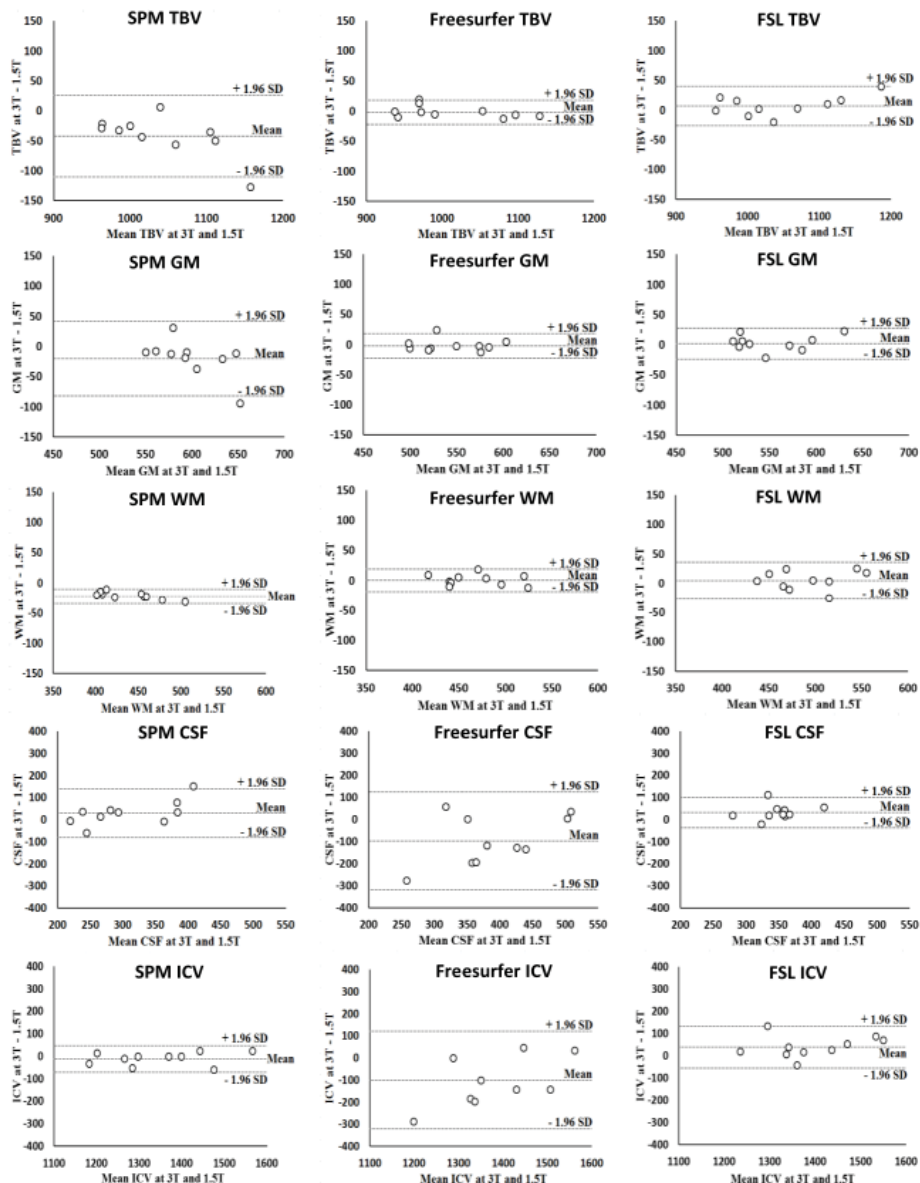 SPM TBV
150
100
50
0
-50
-100
-150
+ 1.96 SD
Mean
- 1.96 SD
TBV at 3T - 1.5T
900 1000 1100 1200
Mean TBV at 3T and 1.5T
Freesurfer TBV
150
100
50
0
-50
-100
-150
+ 1.96 SD
Mean
- 1.96 SD
TBV at 3T - 1.5T
900 1000 1100 1200
Mean TBV at 3T and 1.5T
FSL TBV
150
100
50
0
-50
-100
-150
+ 1.96 SD
Mean
- 1.96 SD
TBV at 3T - 1.5T
900 1000 1100 1200
Mean TBV at 3T and 1.5T
SPM GM
150
100
50
0
-50
-100
-150
+ 1.96 SD
Mean
- 1.96 SD
GM at 3T - 1.5T
450 500 550 600 650 700
Mean GM at 3T and 1.5T
Freesurfer GM
150
100
50
0
-50
-100
-150
+ 1.96 SD
Mean
- 1.96 SD
GM at 3T - 1.5T
450 500 550 600 650 700
Mean GM at 3T and 1.5T
FSL GM
150
100
50
0
-50
-100
-150
+ 1.96 SD
Mean
- 1.96 SD
GM at 3T - 1.5T
450 500 550 600 650 700
Mean GM at 3T and 1.5T
SPM WM
150
100
50
0
-50
-100
-150
+ 1.96 SD
Mean
- 1.96 SD
WM at 3T - 1.5T
350 400 450 500 550 600
Mean WM at 3T and 1.5T
Freesurfer WM
150
100
50
0
-50
-100
-150
+ 1.96 SD
Mean
- 1.96 SD
WM at 3T - 1.5T
350 400 450 500 550 600
Mean WM at 3T and 1.5T
FSL WM
150
100
50
0
-50
-100
-150
+ 1.96 SD
Mean
- 1.96 SD
WM at 3T - 1.5T
350 400 450 500 550 600
Mean WM at 3T and 1.5T
SPM CSF
400
300
200
100
0
-100
-200
-300
-400
+ 1.96 SD
Mean
- 1.96 SD
CSF at 3T - 1.5T
200 250 300 350 400 450 500 550
Mean CSF at 3T and 1.5T
Freesurfer CSF
400
300
200
100
0
-100
-200
-300
-400
+ 1.96 SD
Mean
- 1.96 SD
CSF at 3T - 1.5T
200 250 300 350 400 450 500 550
Mean CSF at 3T and 1.5T
FSL CSF
400
300
200
100
0
-100
-200
-300
-400
+ 1.96 SD
Mean
- 1.96 SD
CSF at 3T - 1.5T
200 250 300 350 400 450 500 550
Mean CSF at 3T and 1.5T
SPM ICV
400
300
200
100
0
-100
-200
-300
-400
+ 1.96 SD
Mean
- 1.96 SD
ICV at 3T - 1.5T
1100 1200 1300 1400 1500 1600
Mean ICV at 3T and 1.5T
Freesurfer ICV
400
300
200
100
0
-100
-200
-300
-400
+ 1.96 SD
Mean
- 1.96 SD
ICV at 3T - 1.5T
1100 1200 1300 1400 1500 1600
Mean ICV at 3T and 1.5T
FSL ICV
400
300
200
100
0
-100
-200
-300
-400
+ 1.96 SD
Mean
- 1.96 SD
ICV at 3T - 1.5T
1100 1200 1300 1400 1500 1600
Mean ICV at 3T and 1.5T